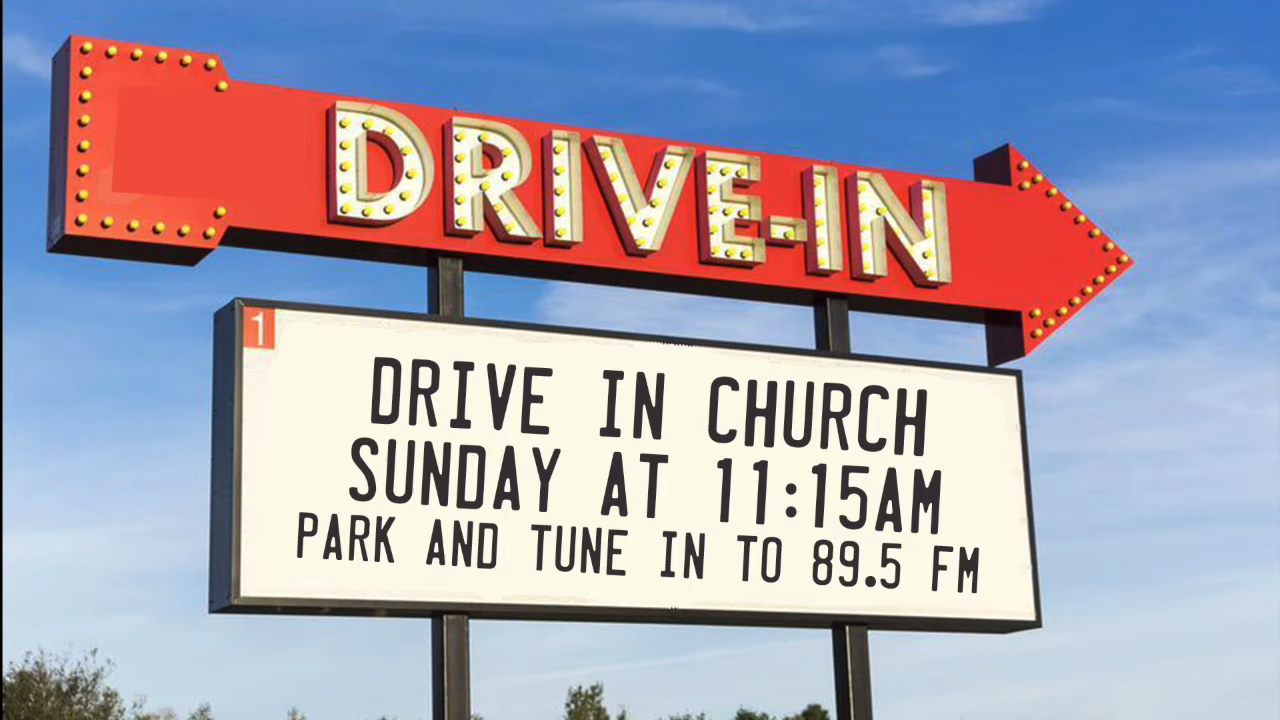 DRIVE-IN
1
DRIVE IN CHURCH
SUNDAY AT 11:15AM
PARK AND TUNE IN TO 89.5 FM